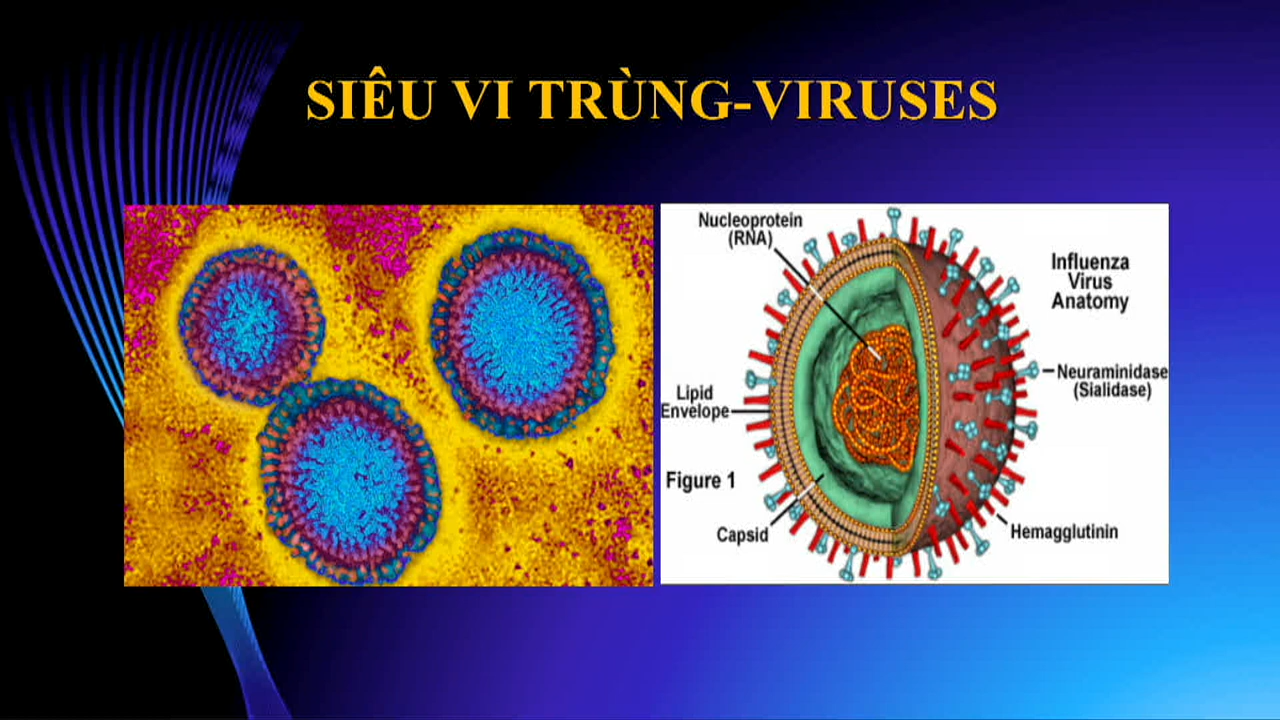 SIÊU VI TRÙNG-VIRUSES
Nucleoprotein
(RNA)
Influenza
Virus
Anatomy
Neuraminidase
(Sialidase)
Lipid
Envelope
Figure 1
Capsid
Hemagglutinin